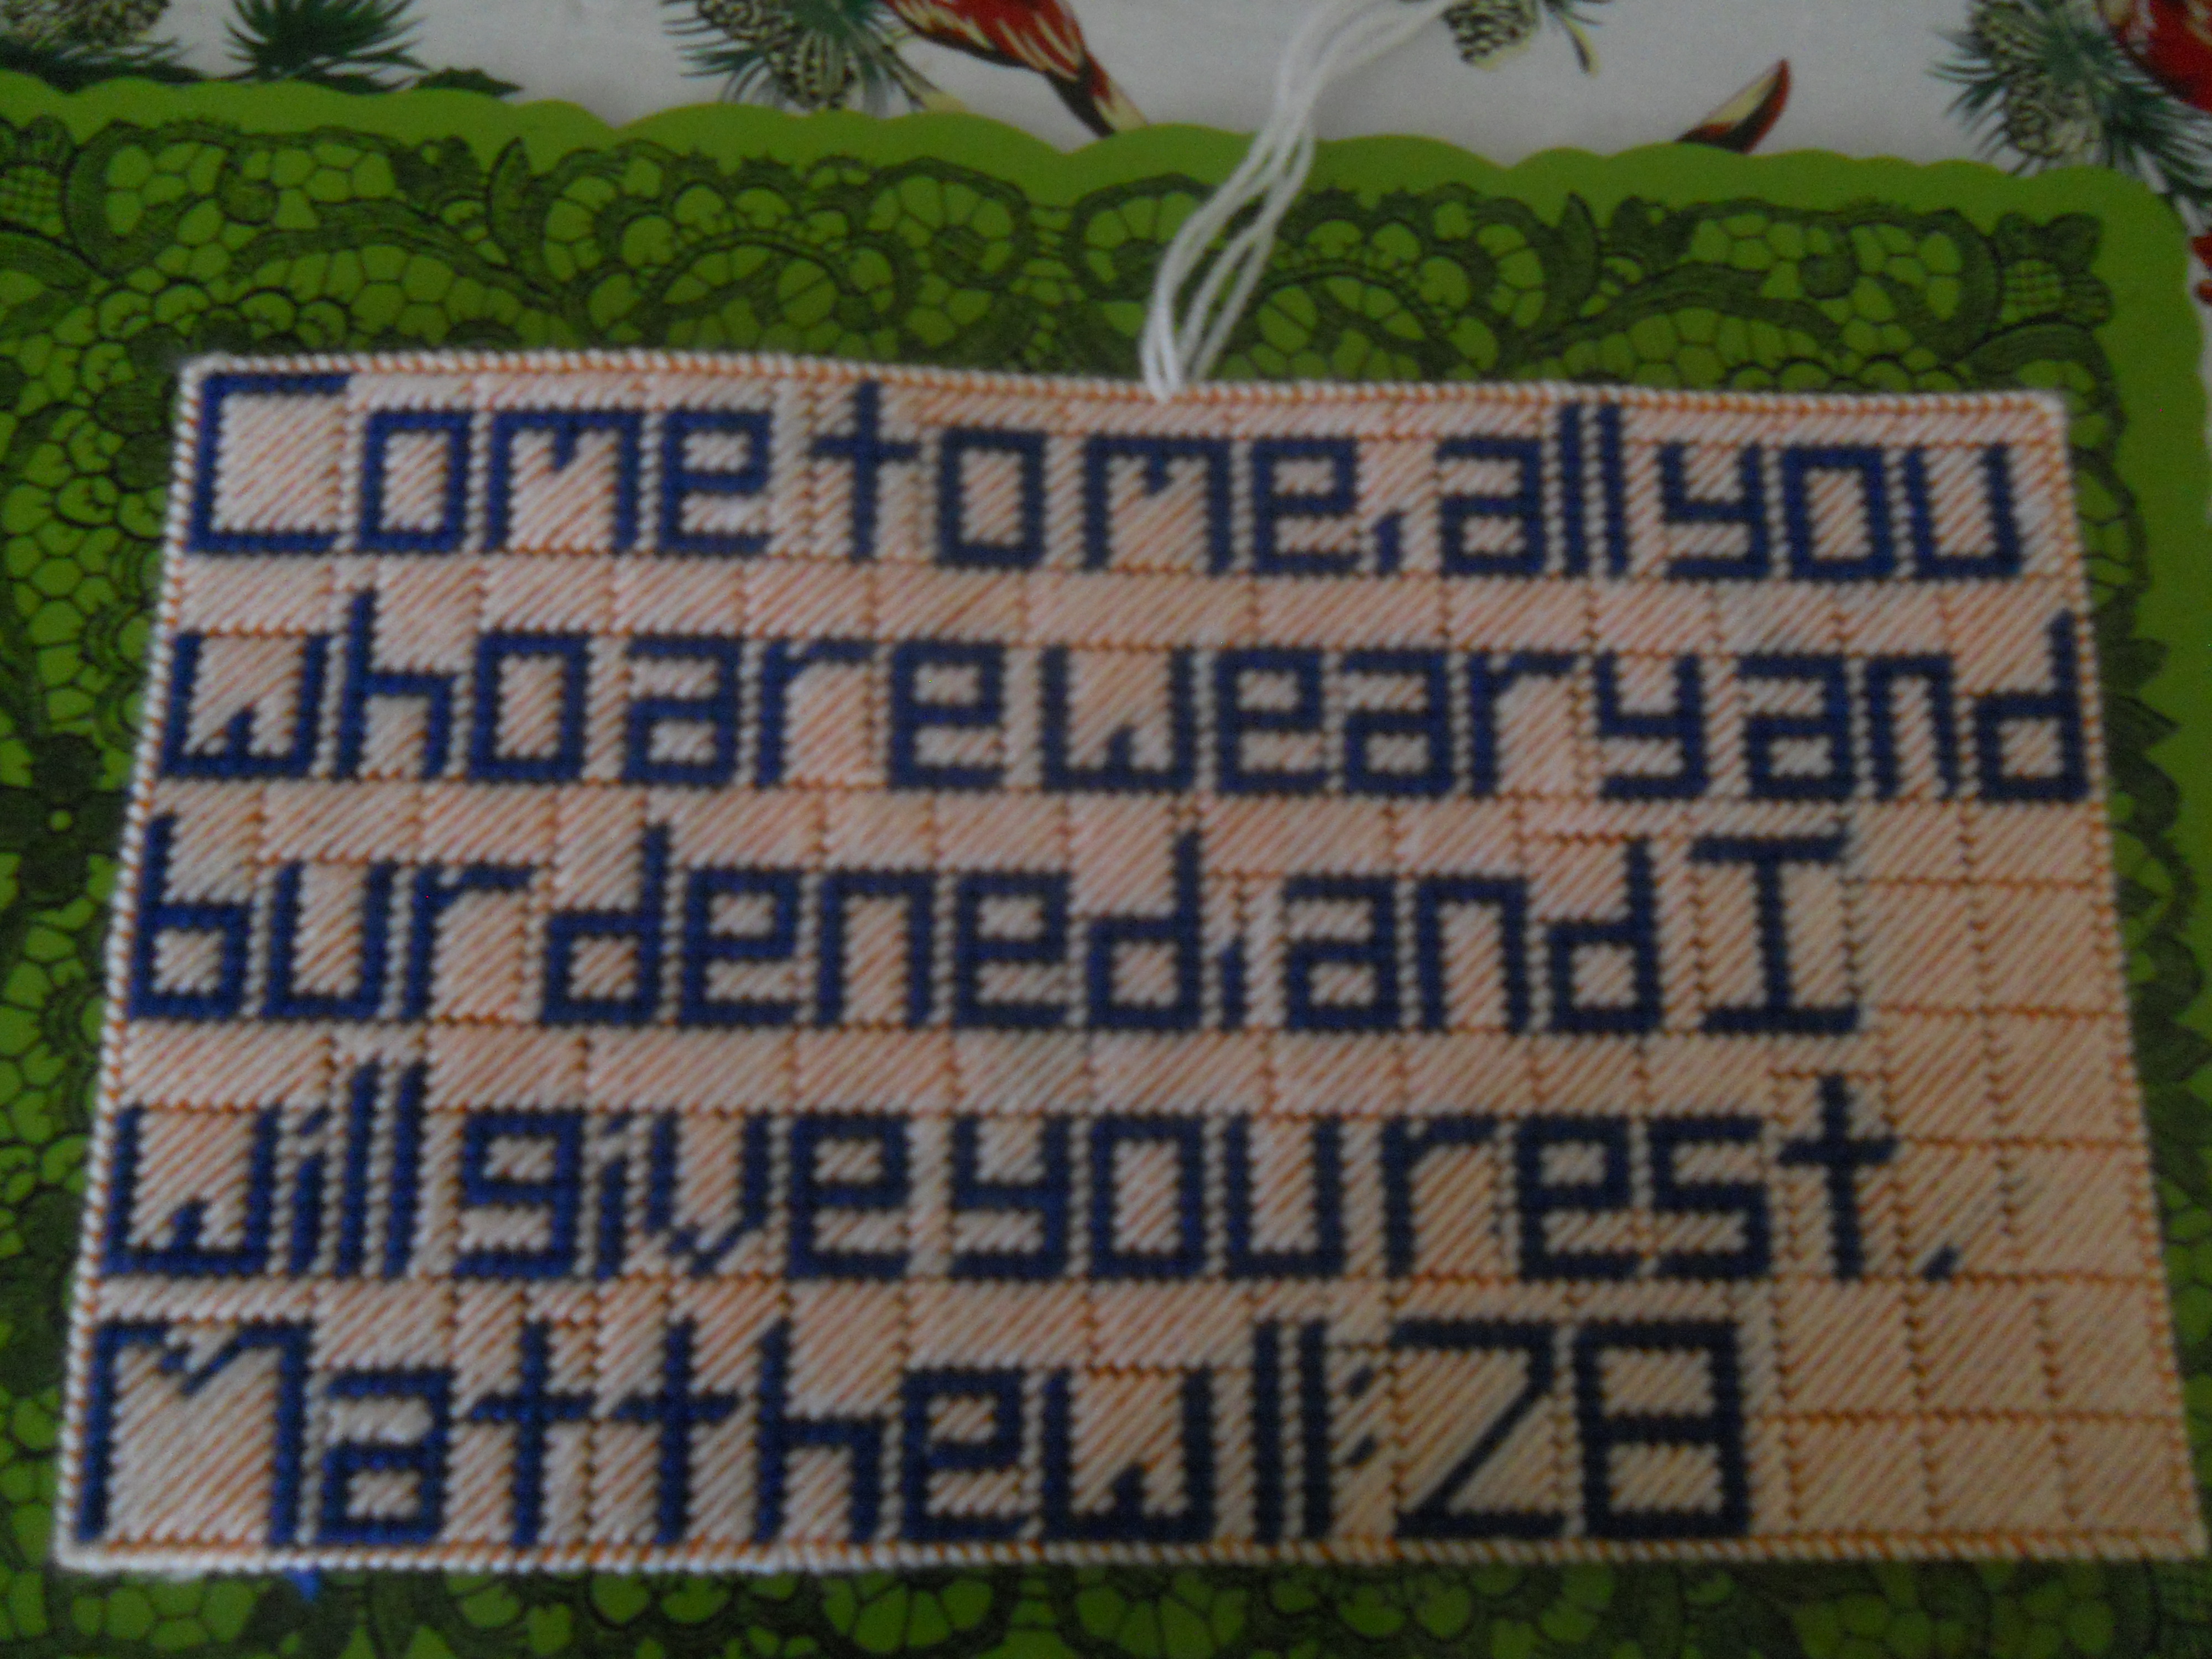 Come to me, all you
who are weary and
burdened, and I
will give you rest.
Matthew 11:28